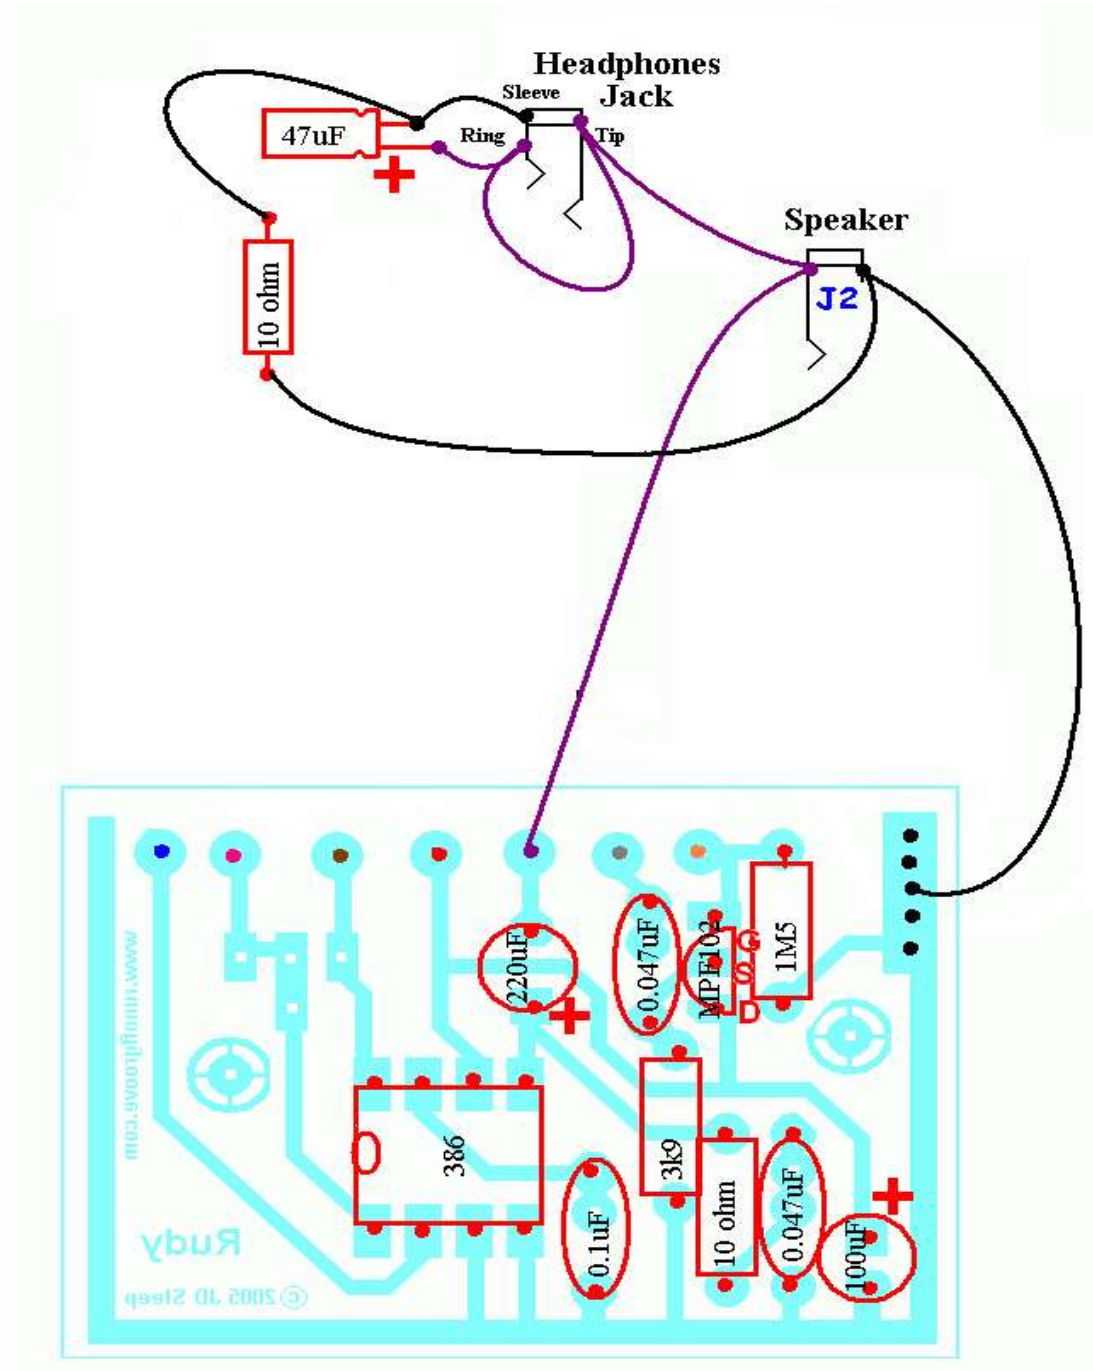 Headphones
Jack
Sleeve
47uF
Ring
Tip
+
Speaker
J2
10 ohm
www.runoffgroove.com
220uF
+
0.047uF
MPF102
G
S
D
1M5
386
0.1uF
3k9
10 ohm
0.047uF
+
100uF
Rudy
© 2005 JD Sleep